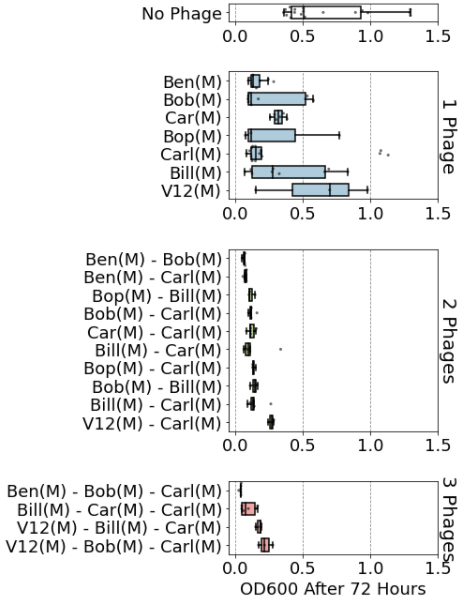 No Phage
0.0 0.5 1.0 1.5
Ben(M)
Bob(M)
Car(M)
Bop(M)
Carl(M)
Bill(M)
V12(M)
1 Phage
0.0 0.5 1.0 1.5
Ben(M) - Bob(M)
Ben(M) - Carl(M)
Bop(M) - Bill(M)
Bob(M) - Carl(M)
Car(M) - Carl(M)
Bill(M) - Car(M)
Bop(M) - Carl(M)
Bob(M) - Bill(M)
Bill(M) - Carl(M)
V12(M) - Carl(M)
2 Phages
0.0 0.5 1.0 1.5
Ben(M) - Bob(M) - Carl(M)
Bill(M) - Car(M) - Carl(M)
V12(M) - Bill(M) - Car(M)
V12(M) - Bob(M) - Carl(M)
3 Phages
0.0 0.5 1.0 1.5
OD600 After 72 Hours